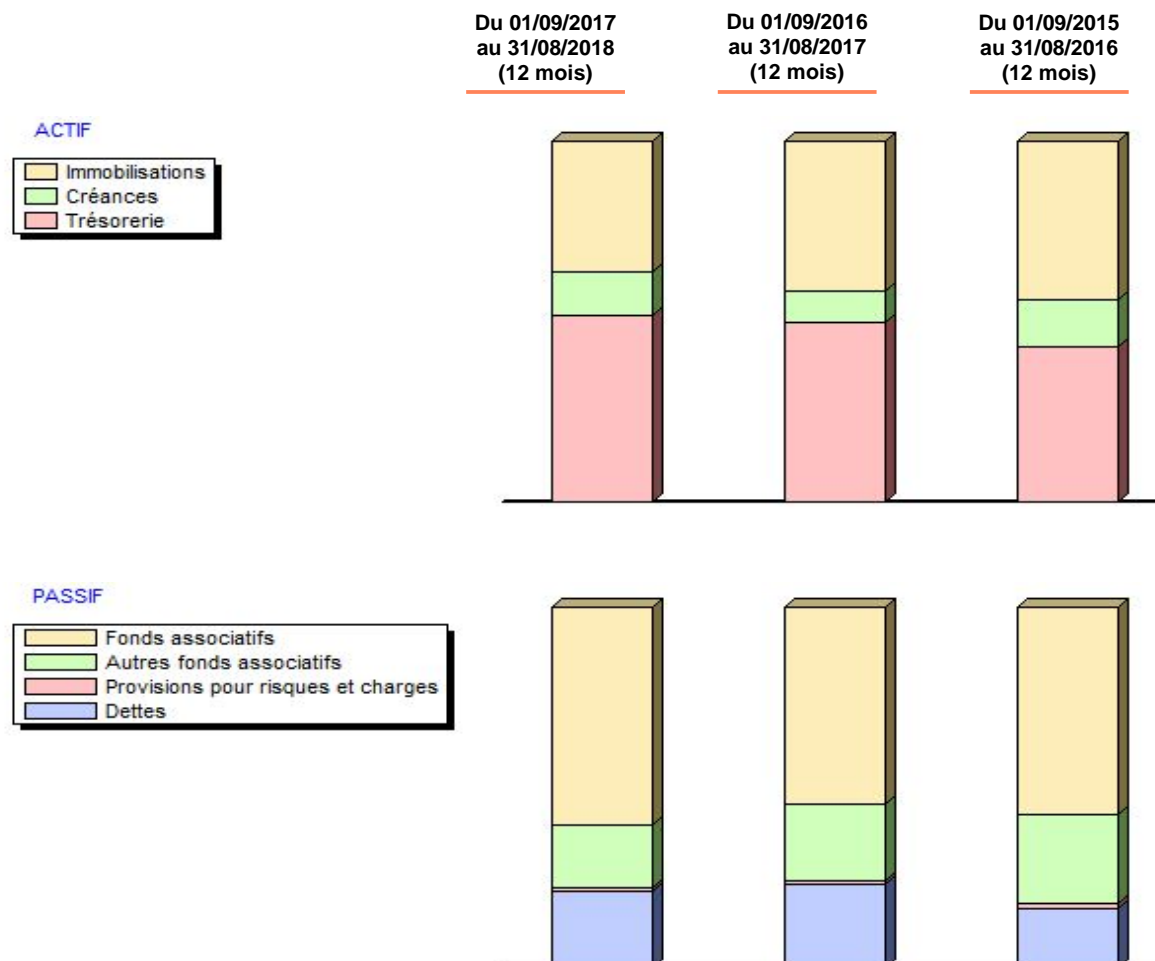 Du 01/09/2017
au 31/08/2018
(12 mois)
Du 01/09/2016
au 31/08/2017
(12 mois)
Du 01/09/2015
au 31/08/2016
(12 mois)
ACTIF
Immobilisations
Créances
Trésorerie
PASSIF
Fonds associatifs
Autres fonds associatifs
Provisions pour risques et charges
Dettes